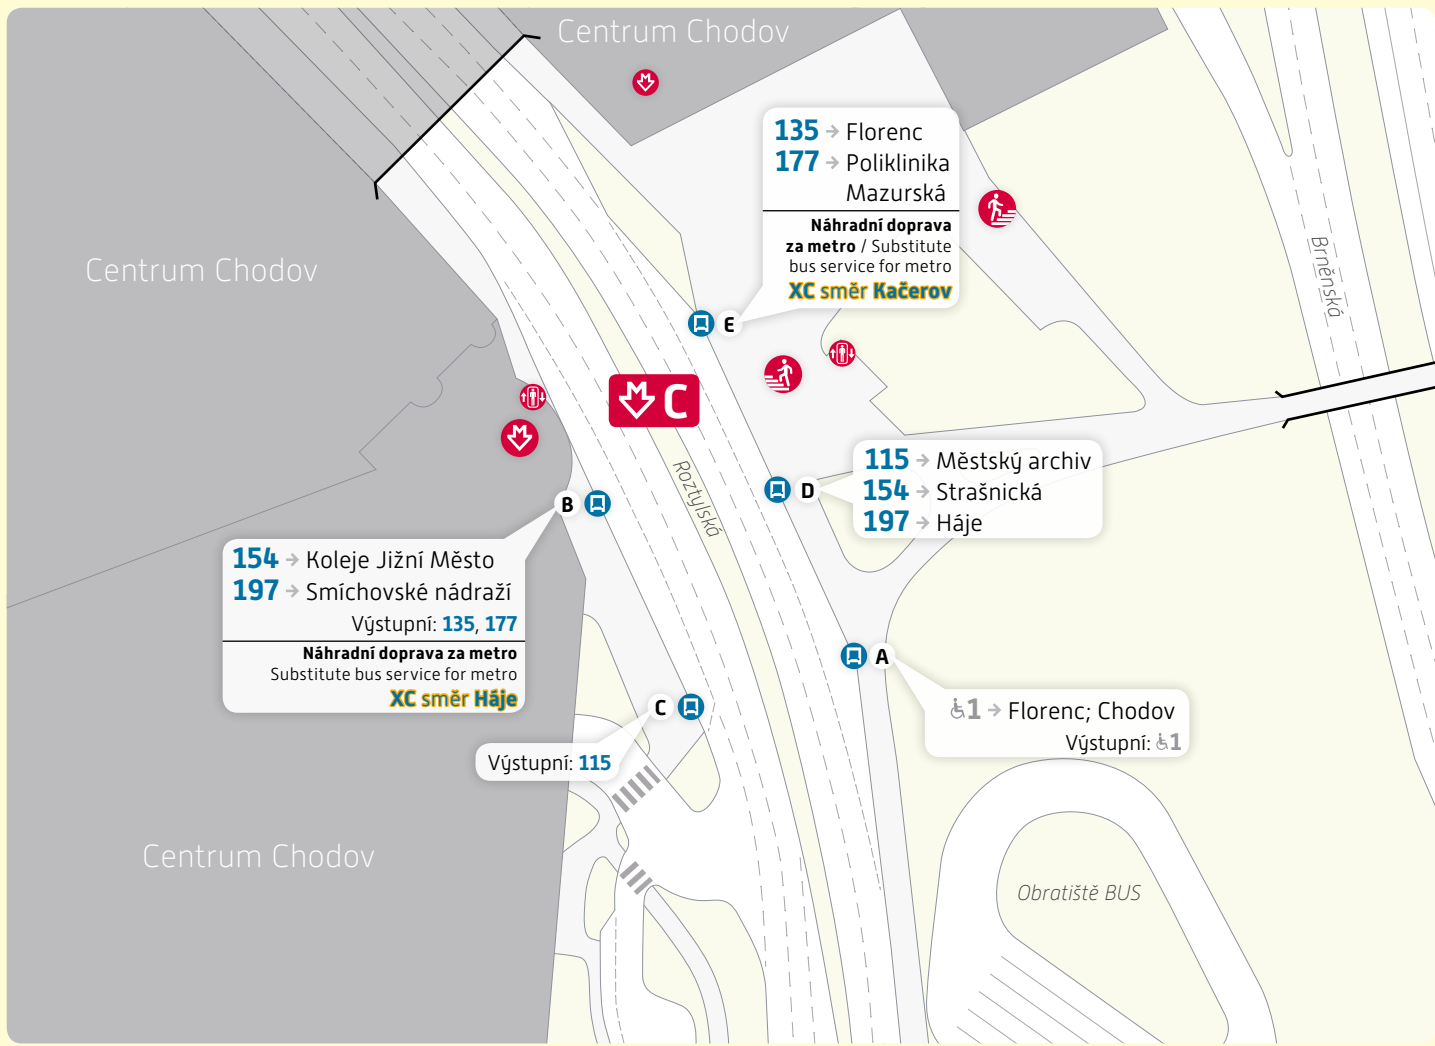 Centrum Chodov
135 → Florenc
177 → Poliklinika
Mazurská
Náhradní doprava
za metro / Substitute
bus service for metro
XC směr Kačerov
E
Centrum Chodov
Brněnská
M C
Roztylská
115 → Městský archiv
154 → Strašnická
197 → Háje
D
B
154 → Koleje Jižní Město
197 → Smíchovské nádraží
Výstupní: 135, 177
Náhradní doprava za metro
Substitute bus service for metro
XC směr Háje
A
1 → Florenc; Chodov
Výstupní: 1
C
Výstupní: 115
Centrum Chodov
Obratiště BUS